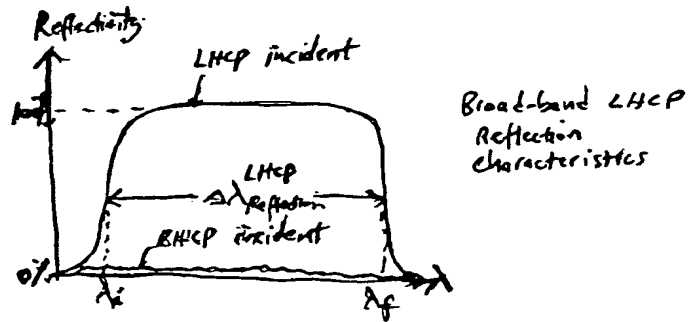 Reflectivity
LHCP incident
Broad-band LHCP
Reflection
characteristics
LHCP
Δλ Reflection
RHCP incident
0%
λi
λf
λ